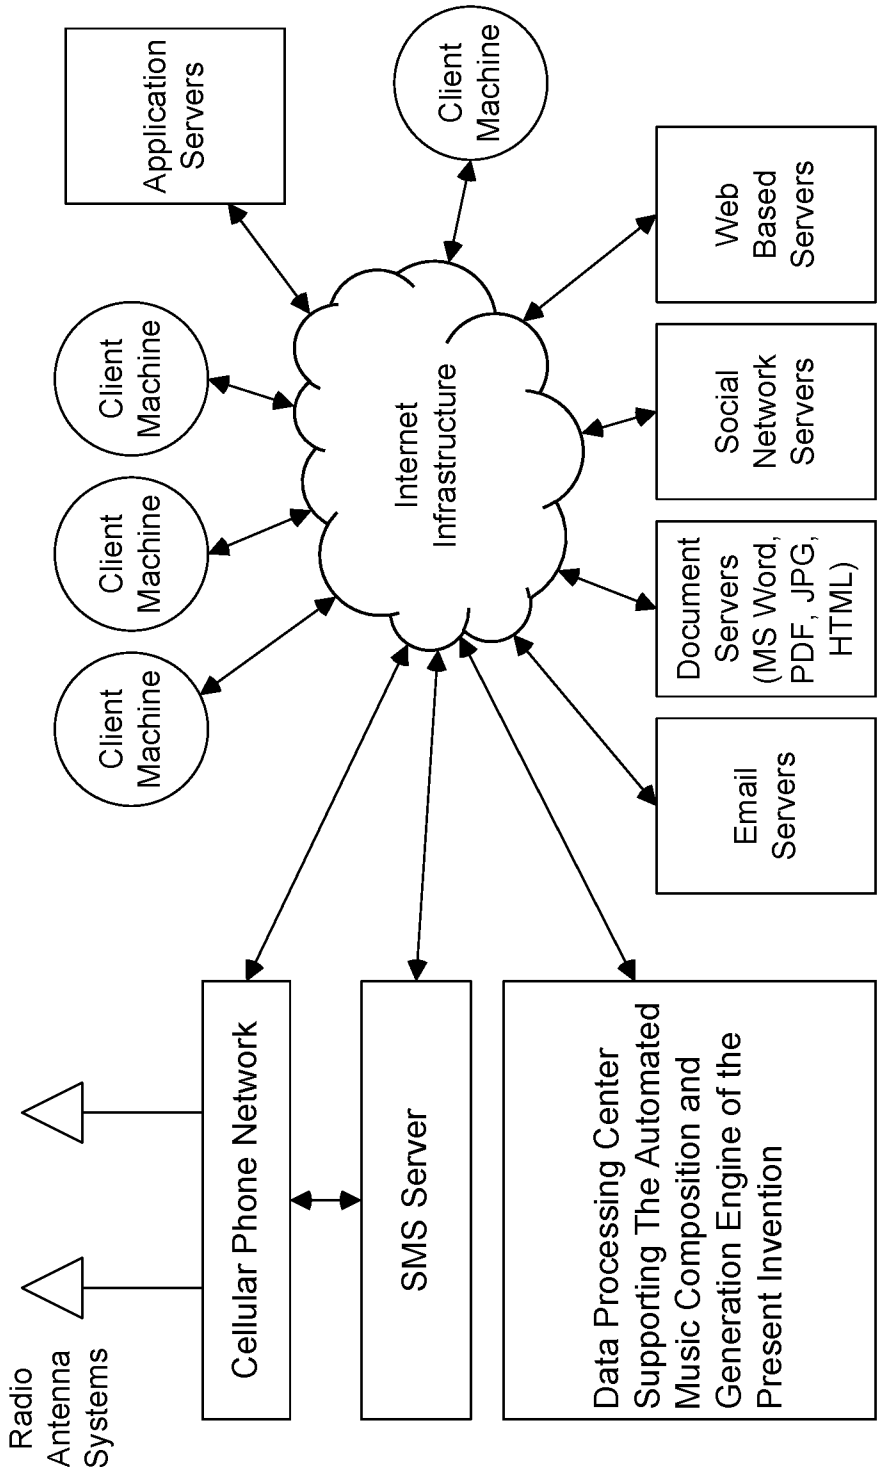 Radio
Antenna
Systems
Cellular Phone Network
SMS Server
Data Processing Center
Supporting The Automated
Music Composition and
Generation Engine of the
Present Invention
Client
Machine
Client
Machine
Client
Machine
Application
Servers
Client
Machine
Internet
Infrastructure
Email
Servers
Document
Servers
(MS Word,
PDF, JPG,
HTML)
Social
Network
Servers
Web
Based
Servers